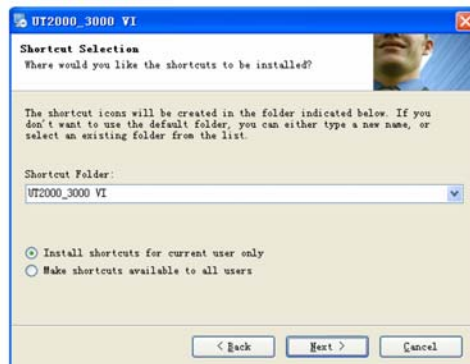 UT2000_3000 VI
Shortcut Selection
Where would you like the shortcuts to be installed?
The shortcut icons will be created in the folder indicated below. If you
don't want to use the default folder, you can either type a new name, or
select an existing folder from the list.
Shortcut Folder:
UT2000_3000 VI
Install shortcuts for current user only
Make shortcuts available to all users
< Back
Next >
Cancel